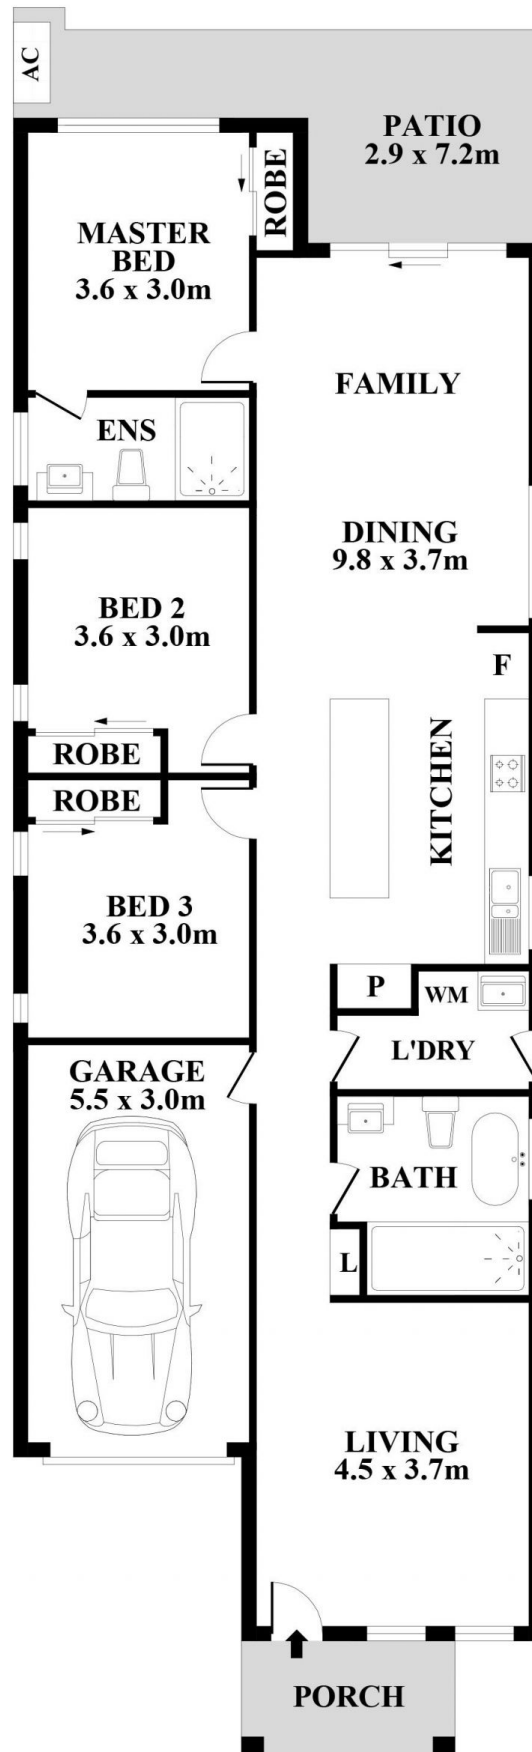 AC
PATIO
2.9 x 7.2m
ROBE
MASTER
BED
3.6 x 3.0m
FAMILY
ENS
DINING
9.8 x 3.7m
BED 2
3.6 x 3.0m
F
ROBE
KITCHEN
ROBE
BED 3
3.6 x 3.0m
P
WM
L'DRY
GARAGE
5.5 x 3.0m
BATH
L
LIVING
4.5 x 3.7m
PORCH